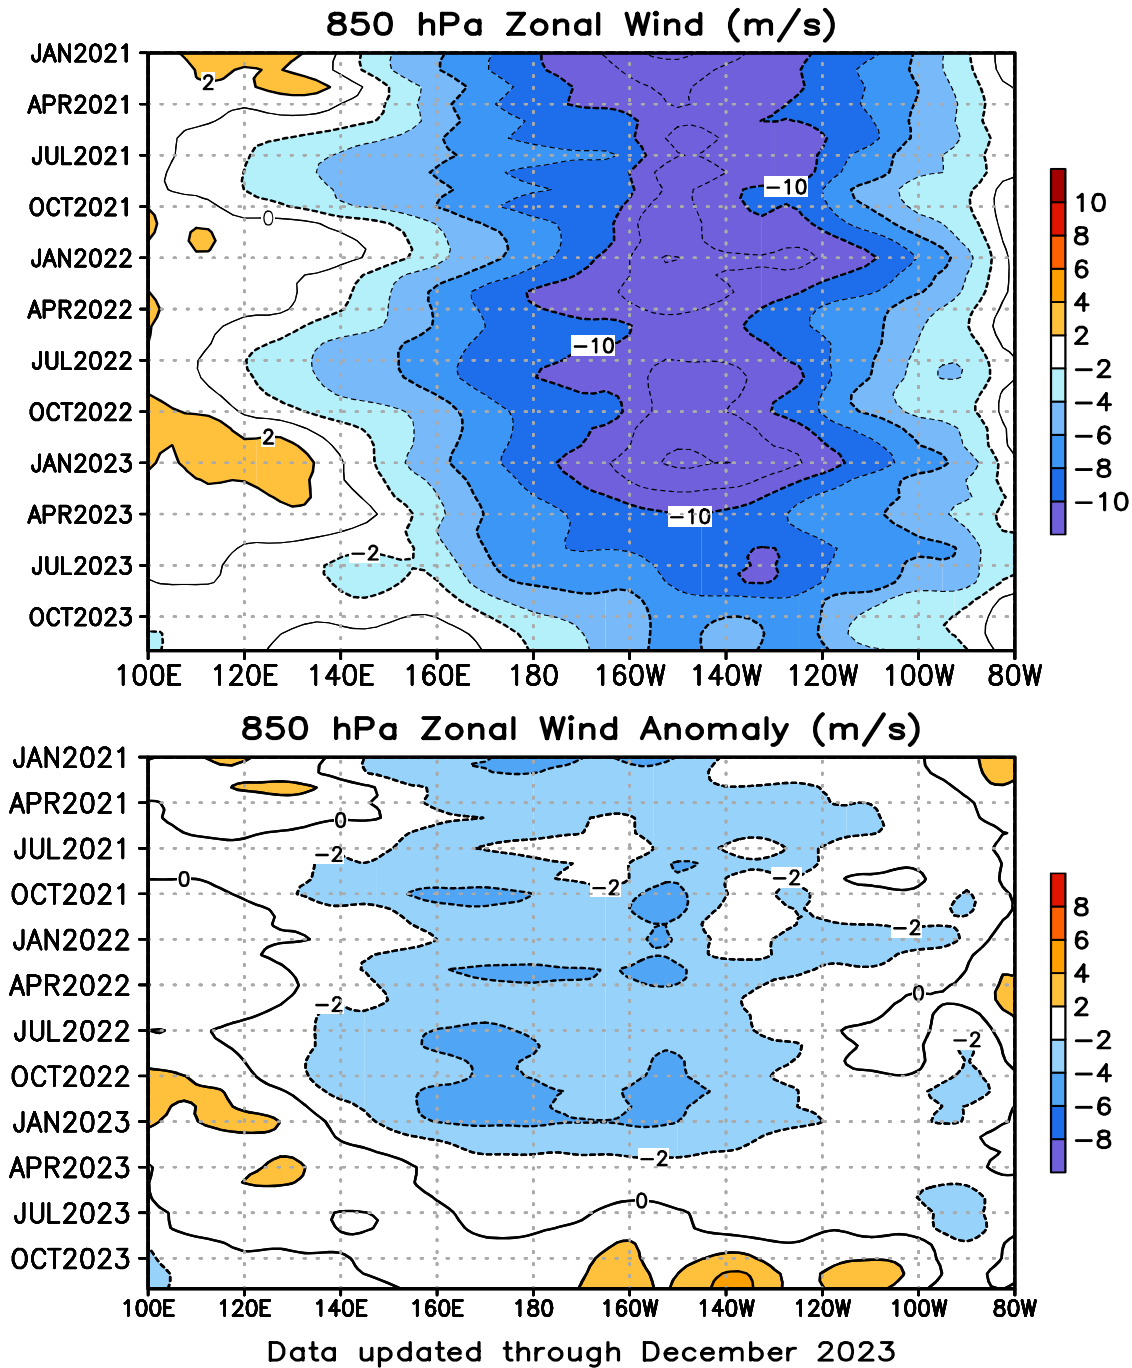 850 hPa Zonal Wind (m/s)
JAN2021
APR2021
JUL2021
OCT2021
JAN2022
APR2022
JUL2022
OCT2022
JAN2023
APR2023
JUL2023
OCT2023
2
0
-10
-10
2
-10
-2
100E 120E 140E 160E 180 160W 140W 120W 100W 80W
10
8
6
4
2
-2
-4
-6
-8
-10
850 hPa Zonal Wind Anomaly (m/s)
JAN2021
APR2021
JUL2021
OCT2021
JAN2022
APR2022
JUL2022
OCT2022
JAN2023
APR2023
JUL2023
OCT2023
0
-2
0
-2
-2
-2
0
-2
-2
-2
0
100E 120E 140E 160E 180 160W 140W 120W 100W 80W
8
6
4
2
-2
-4
-6
-8
Data updated through December 2023